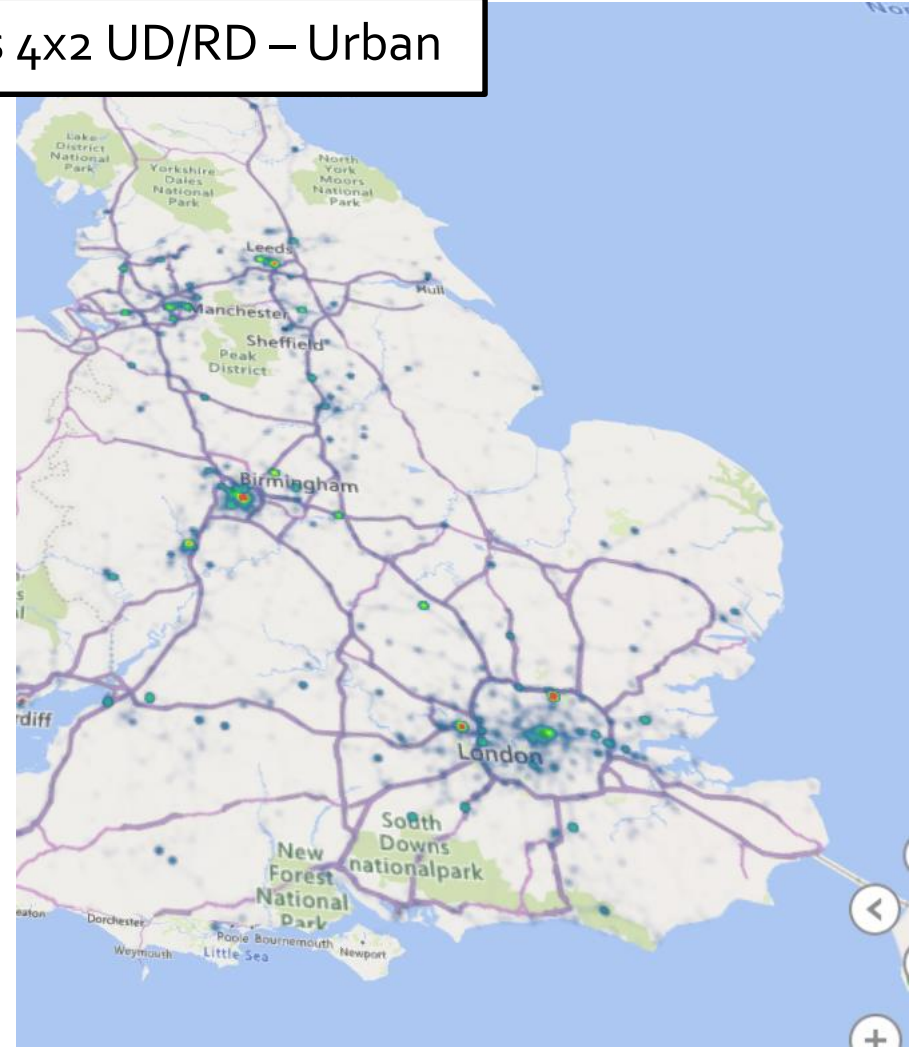 s 4x2 UD/RD – Urban
Lake
District
National
Park
Yorkshire
Dales
National
Park
North
York
Moors
National
Park
Leeds
Hull
Manchester
Sheffield
Peak
District
Birmingham
s
l
rdiff
London
South
Downs
nationalpark
New
Forest
National
Park
eaton
Dorchester
Poole Bournemouth
Weymouth
Little Sea
Newport
<
+